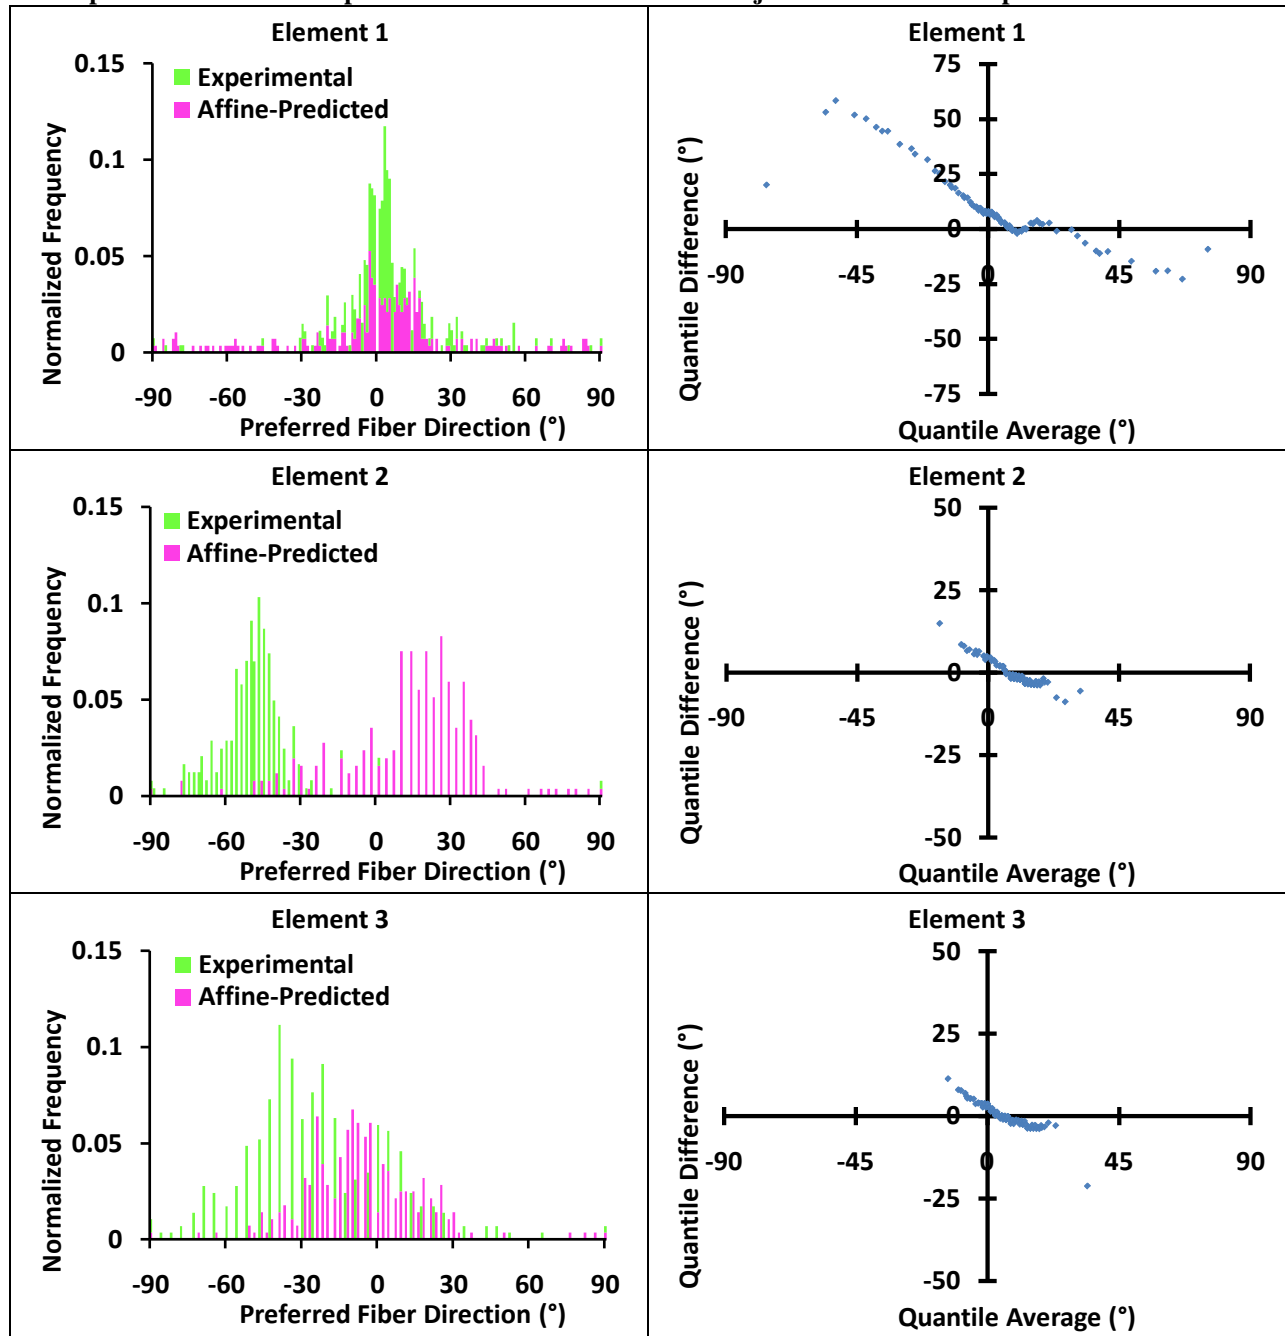 Element 1
0.15
Experimental
Affine-Predicted
0.1
0.05
0
Normalized Frequency
-90 -60 -30 0 30 60 90
Preferred Fiber Direction (°)
Element 1
75
50
25
0
-25
-50
-75
-90 -45 0 45 90
Quantile Difference (°)
Quantile Average (°)
Element 2
0.15
Experimental
Affine-Predicted
0.1
0.05
0
Normalized Frequency
-90 -60 -30 0 30 60 90
Preferred Fiber Direction (°)
Element 2
50
25
0
-25
-50
-90 -45 0 45 90
Quantile Difference (°)
Quantile Average (°)
Element 3
0.15
Experimental
Affine-Predicted
0.1
0.05
0
Normalized Frequency
-90 -60 -30 0 30 60 90
Preferred Fiber Direction (°)
Element 3
50
25
0
-25
-50
-90 -45 0 45 90
Quantile Difference (°)
Quantile Average (°)